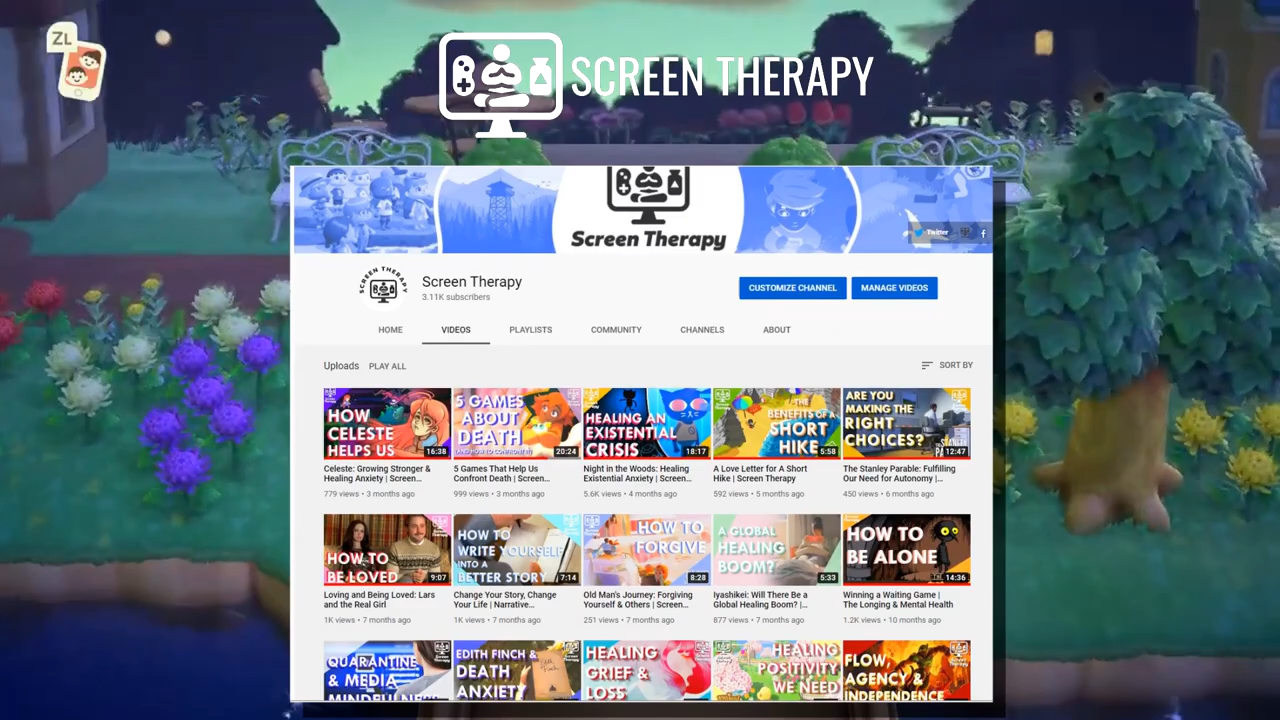 ZL
SCREEN THERAPY
Screen Therapy
Twitter
SCREEN THERAPY
Screen Therapy
3.11K subscribers
CUSTOMIZE CHANNEL
MANAGE VIDEOS
HOME
VIDEOS
PLAYLISTS
COMMUNITY
CHANNELS
ABOUT
Uploads
PLAY ALL
SORT BY
HOW
CELESTE
HELPS US
16:38
5 GAMES
ABOUT
DEATH
(AND HOW TO CONFRONT IT)
20:24
HEALING AN
EXISTENTIAL
CRISIS
18:17
THE
BENEFITS OF A
SHORT
HIKE
5:58
ARE YOU
MAKING THE
RIGHT
CHOICES?
12:47
Celeste: Growing Stronger &
Healing Anxiety | Screen...
779 views • 3 months ago
5 Games That Help Us
Confront Death | Screen...
999 views • 3 months ago
Night in the Woods: Healing
Existential Anxiety | Screen...
5.6K views • 4 months ago
A Love Letter for A Short
Hike | Screen Therapy
592 views • 5 months ago
The Stanley Parable: Fulfilling
Our Need for Autonomy |...
450 views • 6 months ago
HOW TO
BE LOVED
9:07
HOW TO
WRITE YOURSELF
INTO A
BETTER STORY
7:14
HOW TO
FORGIVE
8:28
A GLOBAL
HEALING
BOOM?
5:33
HOW TO
BE ALONE
14:36
Loving and Being Loved: Lars
and the Real Girl
1K views • 7 months ago
Change Your Story, Change
Your Life | Narrative...
1K views • 7 months ago
Old Man's Journey: Forgiving
Yourself & Others | Screen...
251 views • 7 months ago
Iyashikei: Will There Be a
Global Healing Boom? |...
877 views • 7 months ago
Winning a Waiting Game |
The Longing & Mental Health
1.2K views • 10 months ago
QUARANTINE
& MEDIA
MINDFULNESS
EDITH FINCH &
DEATH
ANXIETY
HEALING
GRIEF &
LOSS
HEALING
POSITIVITY
WE NEED
FLOW,
AGENCY &
INDEPENDENCE